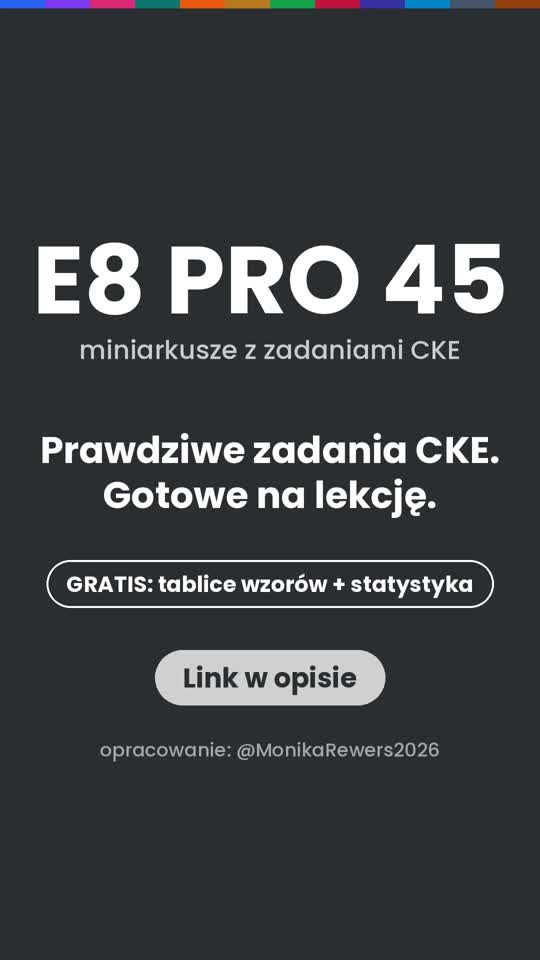 E8 PRO 45
miniarkusze z zadaniami CKE
Prawdziwe zadania CKE.
Gotowe na lekcję.
GRATIS: tablice wzorów + statystyka
Link w opisie
opracowanie: @MonikaRewers2026